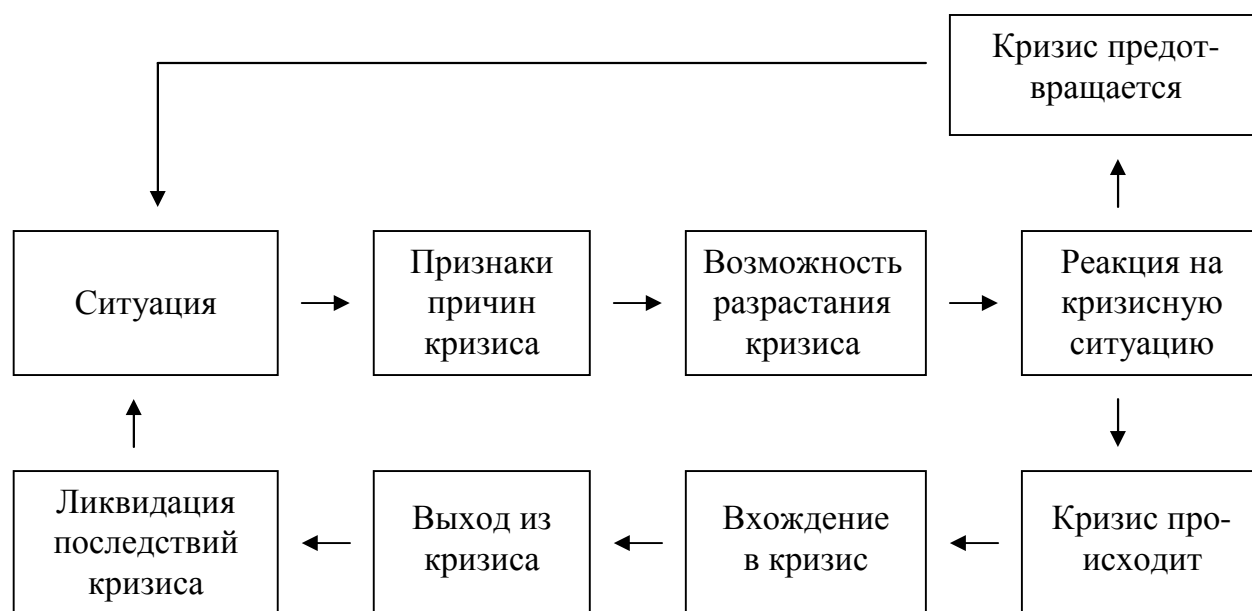 Кризис предот-
вращается
Ситуация
Признаки
причин
кризиса
Возможность
разрастания
кризиса
Реакция на
кризисную
ситуацию
Ликвидация
последствий
кризиса
Выход из
кризиса
Вхождение
в кризис
Кризис про-
исходит